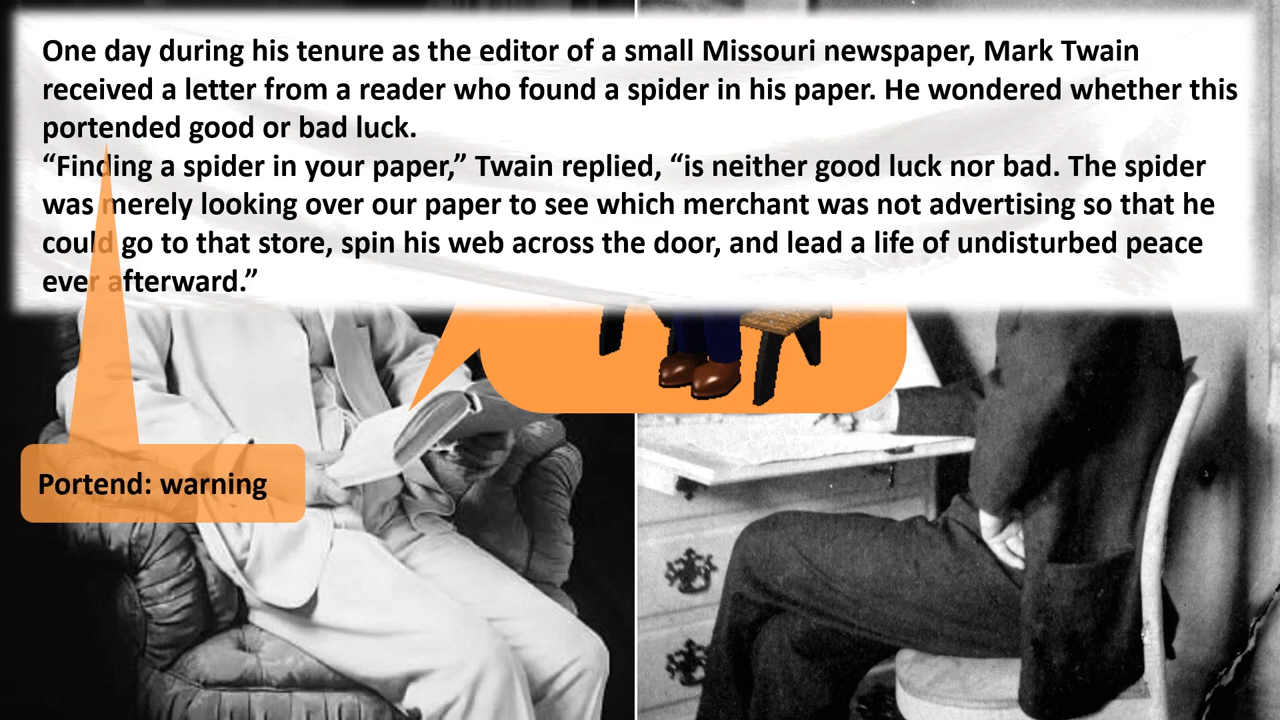 One day during his tenure as the editor of a small Missouri newspaper, Mark Twain
received a letter from a reader who found a spider in his paper. He wondered whether this
portended good or bad luck.
“Finding a spider in your paper,” Twain replied, “is neither good luck nor bad. The spider
was merely looking over our paper to see which merchant was not advertising so that he
could go to that store, spin his web across the door, and lead a life of undisturbed peace
ever afterward.”
Portend: warning